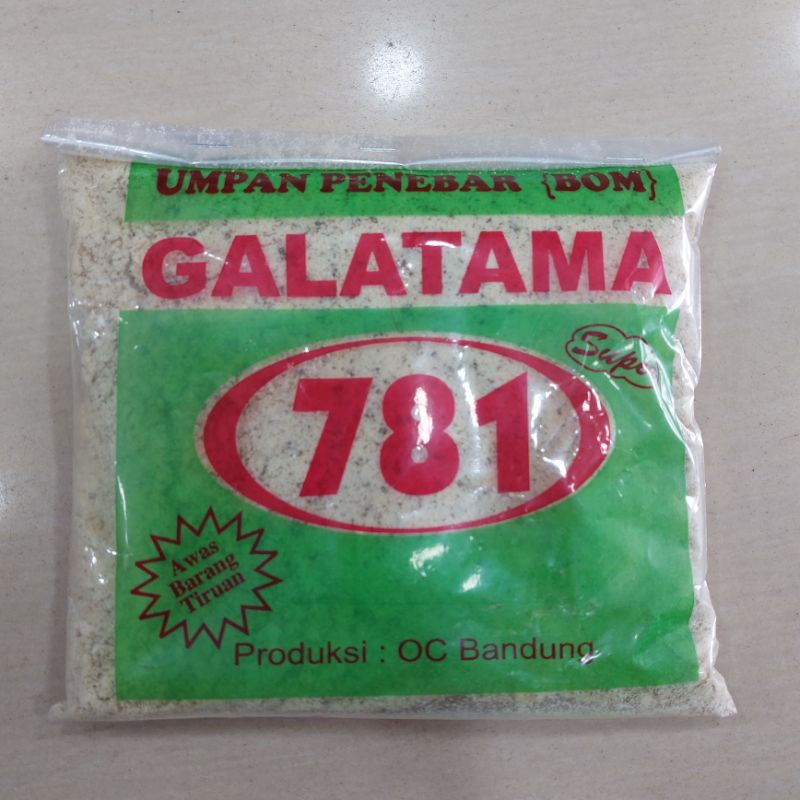 UMPAN PENEBAR {BOM}
GALATAMA
781
Awas
Barang
Tiruan
Produksi : OC Bandung